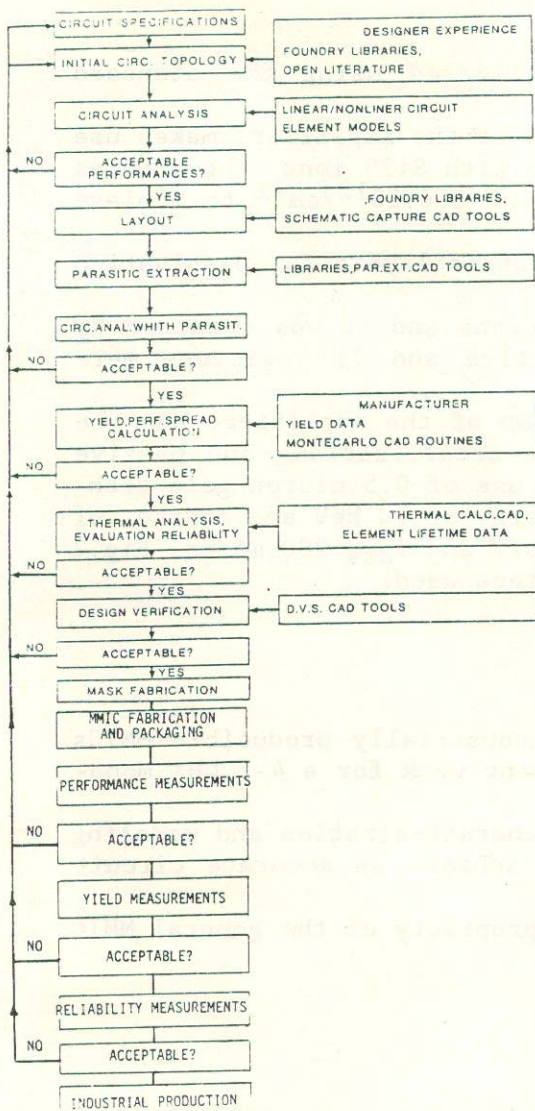 CIRCUIT SPECIFICATIONS
INITIAL CIRC. TOPOLOGY
DESIGNER EXPERIENCE
FOUNDRY LIBRARIES,
OPEN LITERATURE
CIRCUIT ANALYSIS
LINEAR/NONLINER CIRCUIT
ELEMENT MODELS
NO
ACCEPTABLE
PERFORMANCES?
YES
LAYOUT
,FOUNDRY LIBRARIES,
SCHEMATIC CAPTURE CAD TOOLS
PARASITIC EXTRACTION
LIBRARIES,PAR.EXT.CAD TOOLS
CIRC.ANAL.WHITH PARASIT.
NO
ACCEPTABLE?
YES
YIELD,PERF.SPREAD
CALCULATION
MANUFACTURER
YIELD DATA
MONTECARLO CAD ROUTINES
NO
ACCEPTABLE?
YES
THERMAL ANALYSIS,
EVALUATION RELIABILITY
THERMAL CALC.CAD,
ELEMENT LIFETIME DATA
NO
ACCEPTABLE?
YES
DESIGN VERIFICATION
D.V.S. CAD TOOLS
NO
ACCEPTABLE?
YES
MASK FABRICATION
MMIC FABRICATION
AND PACKAGING
PERFORMANCE MEASUREMENTS
NO
ACCEPTABLE?
YIELD MEASUREMENTS
NO
ACCEPTABLE?
RELIABILITY MEASUREMENTS
NO
ACCEPTABLE?
INDUSTRIAL PRODUCTION